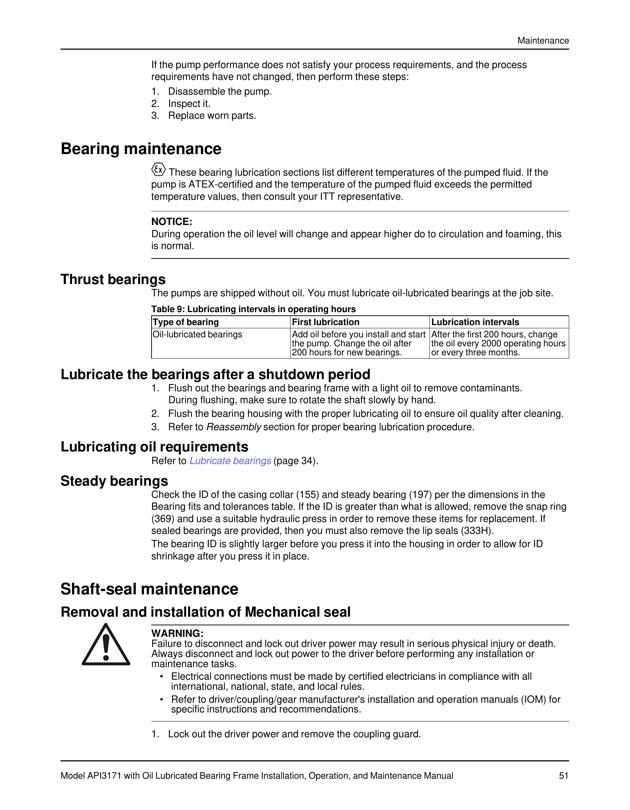 Maintenance
If the pump performance does not satisfy your process requirements, and the process
requirements have not changed, then perform these steps:
1. Disassemble the pump.
2. Inspect it.
3. Replace worn parts.
Bearing maintenance
Ex These bearing lubrication sections list different temperatures of the pumped fluid. If the
pump is ATEX-certified and the temperature of the pumped fluid exceeds the permitted
temperature values, then consult your ITT representative.
NOTICE:
During operation the oil level will change and appear higher do to circulation and foaming, this
is normal.
Thrust bearings
The pumps are shipped without oil. You must lubricate oil-lubricated bearings at the job site.
Table 9: Lubricating intervals in operating hours
Type of bearing First lubrication Lubrication intervals
Oil-lubricated bearings Add oil before you install and start After the first 200 hours, change
the pump. Change the oil after the oil every 2000 operating hours
200 hours for new bearings. or every three months.
Lubricate the bearings after a shutdown period
1. Flush out the bearings and bearing frame with a light oil to remove contaminants.
During flushing, make sure to rotate the shaft slowly by hand.
2. Flush the bearing housing with the proper lubricating oil to ensure oil quality after cleaning.
3. Refer to Reassembly section for proper bearing lubrication procedure.
Lubricating oil requirements
Refer to Lubricate bearings (page 34).
Steady bearings
Check the ID of the casing collar (155) and steady bearing (197) per the dimensions in the
Bearing fits and tolerances table. If the ID is greater than what is allowed, remove the snap ring
(369) and use a suitable hydraulic press in order to remove these items for replacement. If
sealed bearings are provided, then you must also remove the lip seals (333H).
The bearing ID is slightly larger before you press it into the housing in order to allow for ID
shrinkage after you press it in place.
Shaft-seal maintenance
Removal and installation of Mechanical seal
WARNING:
Failure to disconnect and lock out driver power may result in serious physical injury or death.
Always disconnect and lock out power to the driver before performing any installation or
maintenance tasks.
• Electrical connections must be made by certified electricians in compliance with all
international, national, state, and local rules.
• Refer to driver/coupling/gear manufacturer's installation and operation manuals (IOM) for
specific instructions and recommendations.
1. Lock out the driver power and remove the coupling guard.
Model API3171 with Oil Lubricated Bearing Frame Installation, Operation, and Maintenance Manual 51